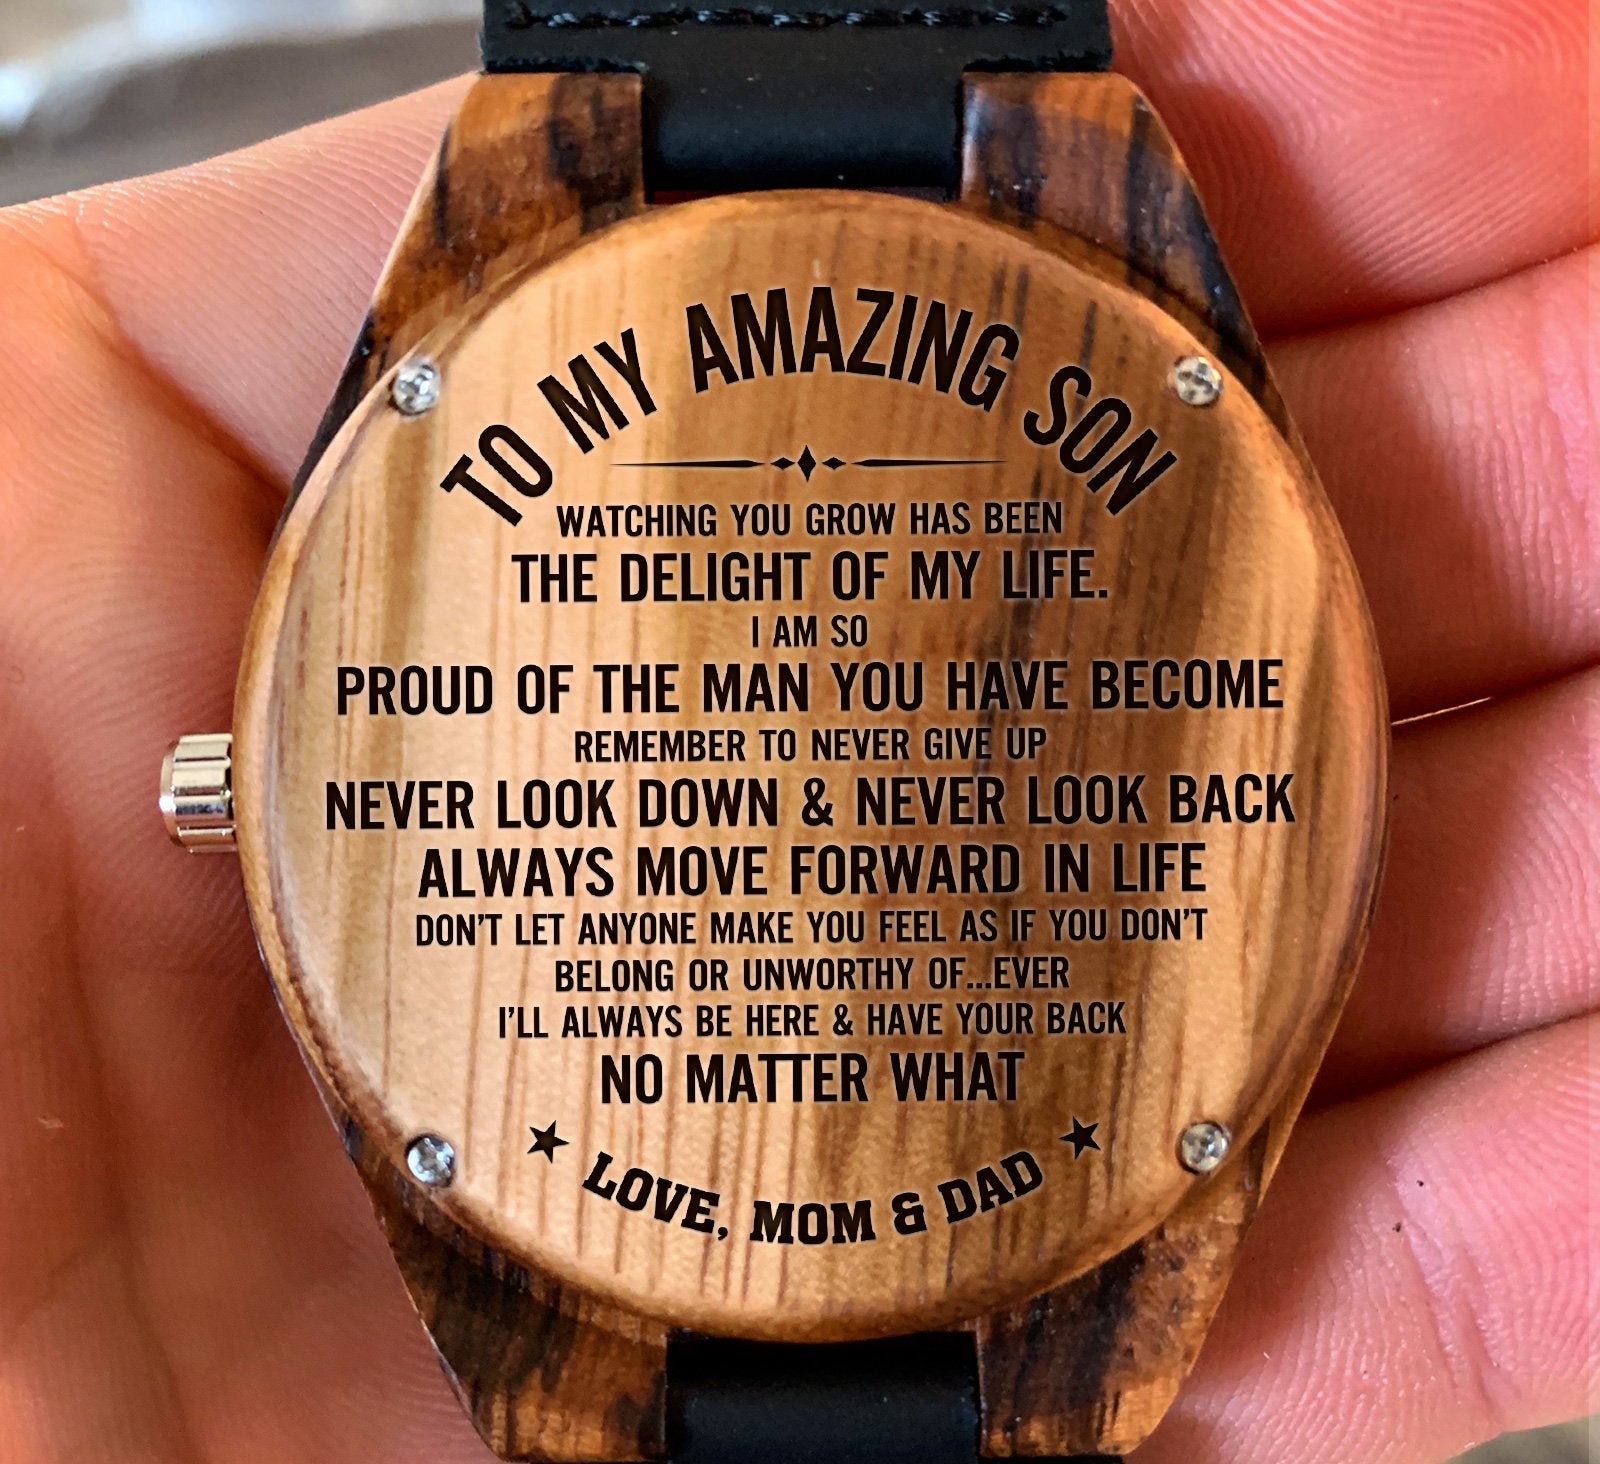 TO MY AMAZING SON
WATCHING YOU GROW HAS BEEN
THE DELIGHT OF MY LIFE.
I AM SO
PROUD OF THE MAN YOU HAVE BECOME
REMEMBER TO NEVER GIVE UP
NEVER LOOK DOWN & NEVER LOOK BACK
ALWAYS MOVE FORWARD IN LIFE
DON'T LET ANYONE MAKE YOU FEEL AS IF YOU DON'T
BELONG OR UNWORTHY OF...EVER
I'LL ALWAYS BE HERE & HAVE YOUR BACK
NO MATTER WHAT
LOVE, MOM & DAD